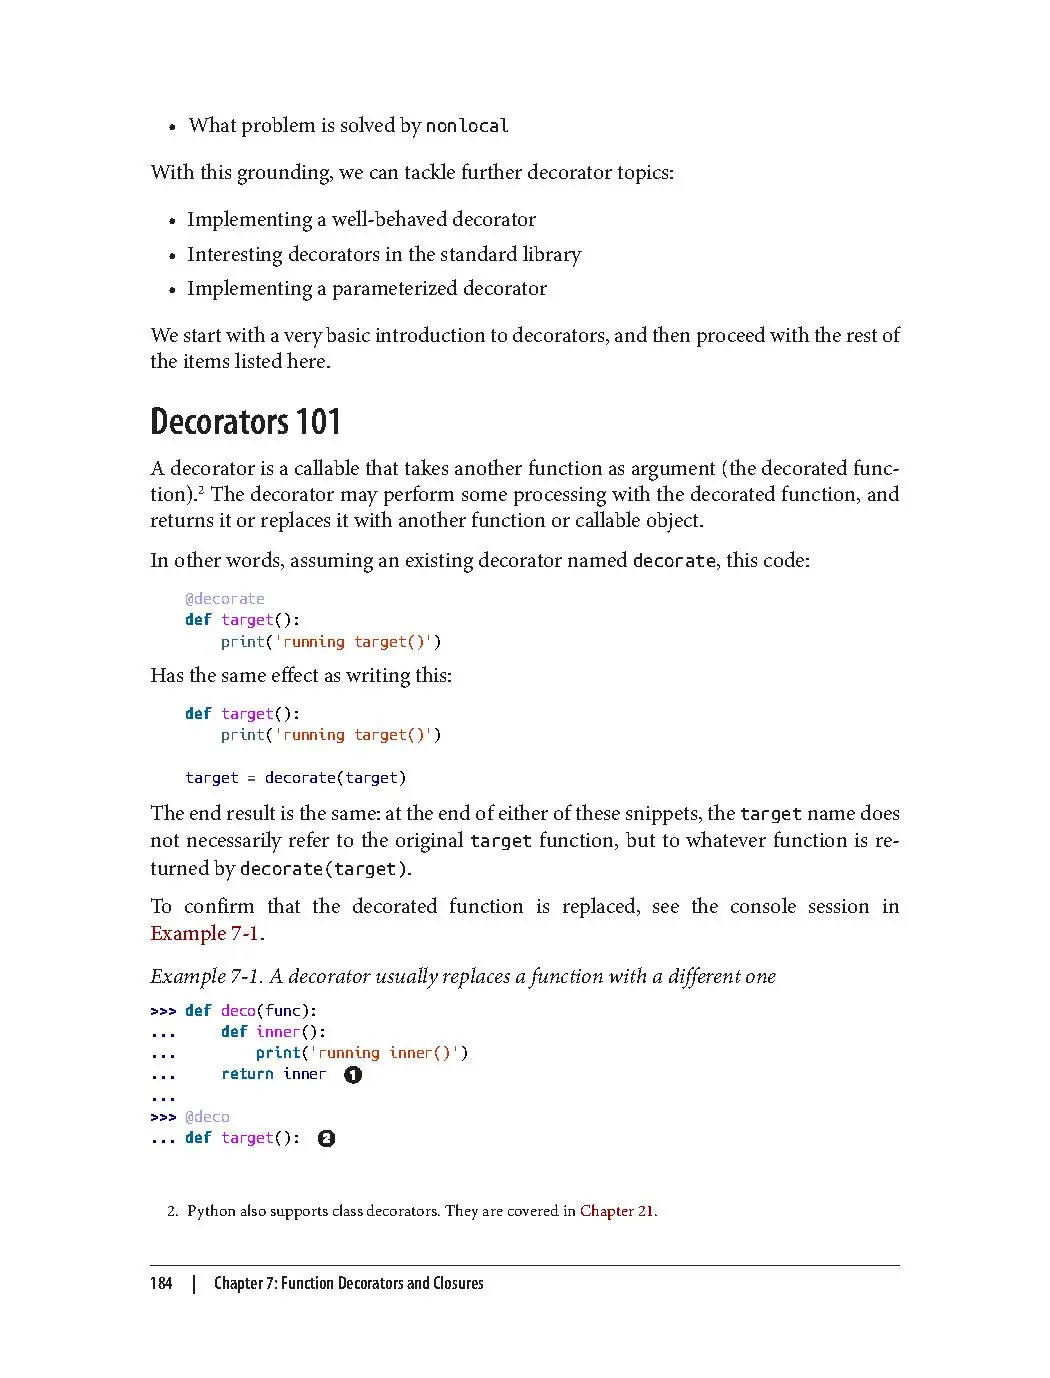 • What problem is solved by nonlocal
With this grounding, we can tackle further decorator topics:
• Implementing a well-behaved decorator
• Interesting decorators in the standard library
• Implementing a parameterized decorator
We start with a very basic introduction to decorators, and then proceed with the rest of
the items listed here.
Decorators 101
A decorator is a callable that takes another function as argument (the decorated func-
tion).² The decorator may perform some processing with the decorated function, and
returns it or replaces it with another function or callable object.
In other words, assuming an existing decorator named decorate, this code:
@decorate
def target():
    print('running target()')
Has the same effect as writing this:
def target():
    print('running target()')
target = decorate(target)
The end result is the same: at the end of either of these snippets, the target name does
not necessarily refer to the original target function, but to whatever function is re-
turned by decorate(target).
To confirm that the decorated function is replaced, see the console session in
Example 7-1.
Example 7-1. A decorator usually replaces a function with a different one
>>> def deco(func):
...     def inner():
...         print('running inner()')
...     return inner ❶
...
>>> @deco
... def target(): ❷
2. Python also supports class decorators. They are covered in Chapter 21.
184 | Chapter 7: Function Decorators and Closures